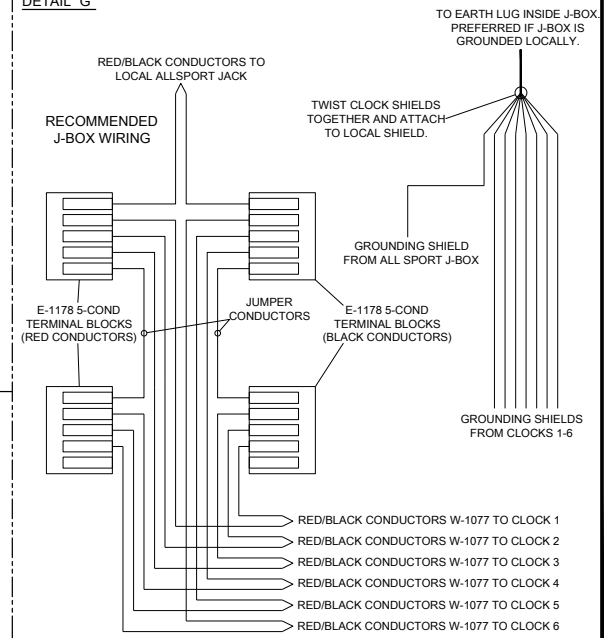 DETAIL "G"
TO EARTH LUG INSIDE J-BOX.
PREFERRED IF J-BOX IS
GROUNDED LOCALLY.
RED/BLACK CONDUCTORS TO
LOCAL ALLSPORT JACK
RECOMMENDED
J-BOX WIRING
TWIST CLOCK SHIELDS
TOGETHER AND ATTACH
TO LOCAL SHIELD.
GROUNDING SHIELD
FROM ALL SPORT J-BOX
E-1178 5-COND
TERMINAL BLOCKS
(RED CONDUCTORS)
JUMPER
CONDUCTORS
E-1178 5-COND
TERMINAL BLOCKS
(BLACK CONDUCTORS)
GROUNDING SHIELDS
FROM CLOCKS 1-6
RED/BLACK CONDUCTORS W-1077 TO CLOCK 1
RED/BLACK CONDUCTORS W-1077 TO CLOCK 2
RED/BLACK CONDUCTORS W-1077 TO CLOCK 3
RED/BLACK CONDUCTORS W-1077 TO CLOCK 4
RED/BLACK CONDUCTORS W-1077 TO CLOCK 5
RED/BLACK CONDUCTORS W-1077 TO CLOCK 6